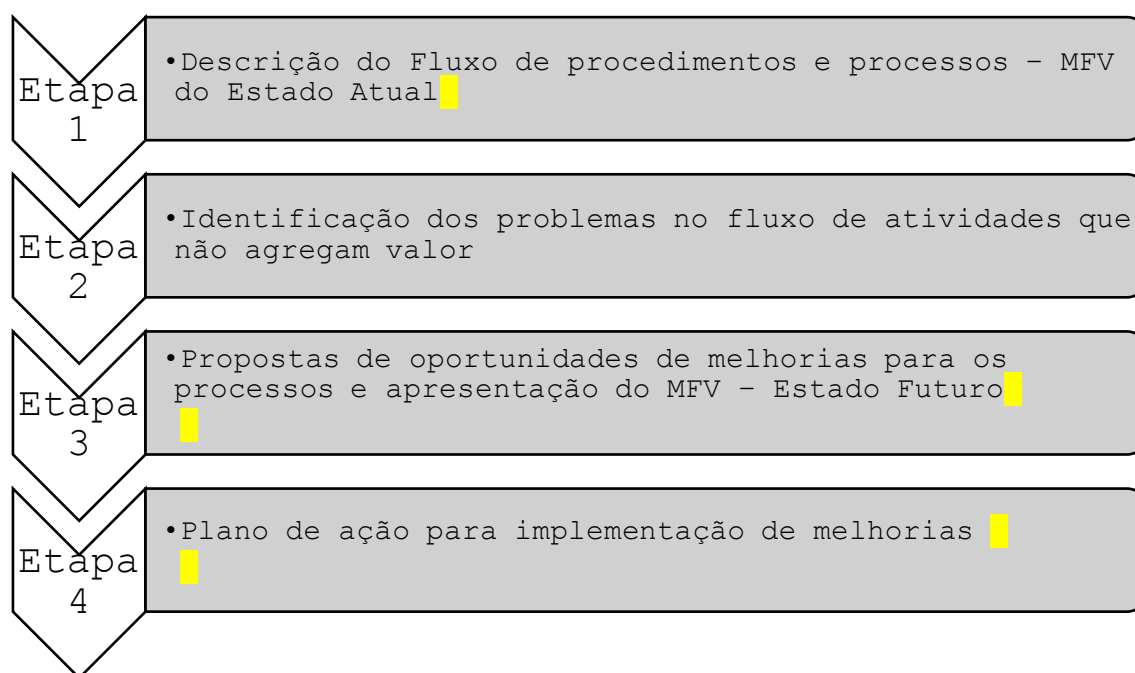 Etapa
1
•Descrição do Fluxo de procedimentos e processos – MFV
do Estado Atual
Etapa
2
•Identificação dos problemas no fluxo de atividades que
não agregam valor
Etapa
3
•Propostas de oportunidades de melhorias para os
processos e apresentação do MFV – Estado Futuro
Etapa
4
•Plano de ação para implementação de melhorias